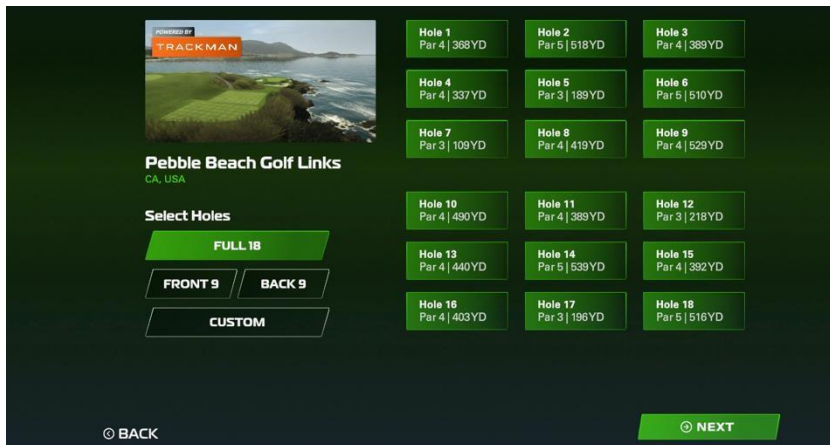 POWERED BY
TRACKMAN
Pebble Beach Golf Links
CA, USA
Select Holes
FULL 18
FRONT 9
BACK 9
CUSTOM
Hole 1
Par 4 | 368YD
Hole 2
Par 5 | 518YD
Hole 3
Par 4 | 389YD
Hole 4
Par 4 | 337YD
Hole 5
Par 3 | 189YD
Hole 6
Par 5 | 510YD
Hole 7
Par 3 | 109YD
Hole 8
Par 4 | 419YD
Hole 9
Par 4 | 529YD
Hole 10
Par 4 | 490YD
Hole 11
Par 4 | 389YD
Hole 12
Par 3 | 218YD
Hole 13
Par 4 | 440YD
Hole 14
Par 5 | 539YD
Hole 15
Par 4 | 392YD
Hole 16
Par 4 | 403YD
Hole 17
Par 3 | 196YD
Hole 18
Par 5 | 516YD
BACK
NEXT